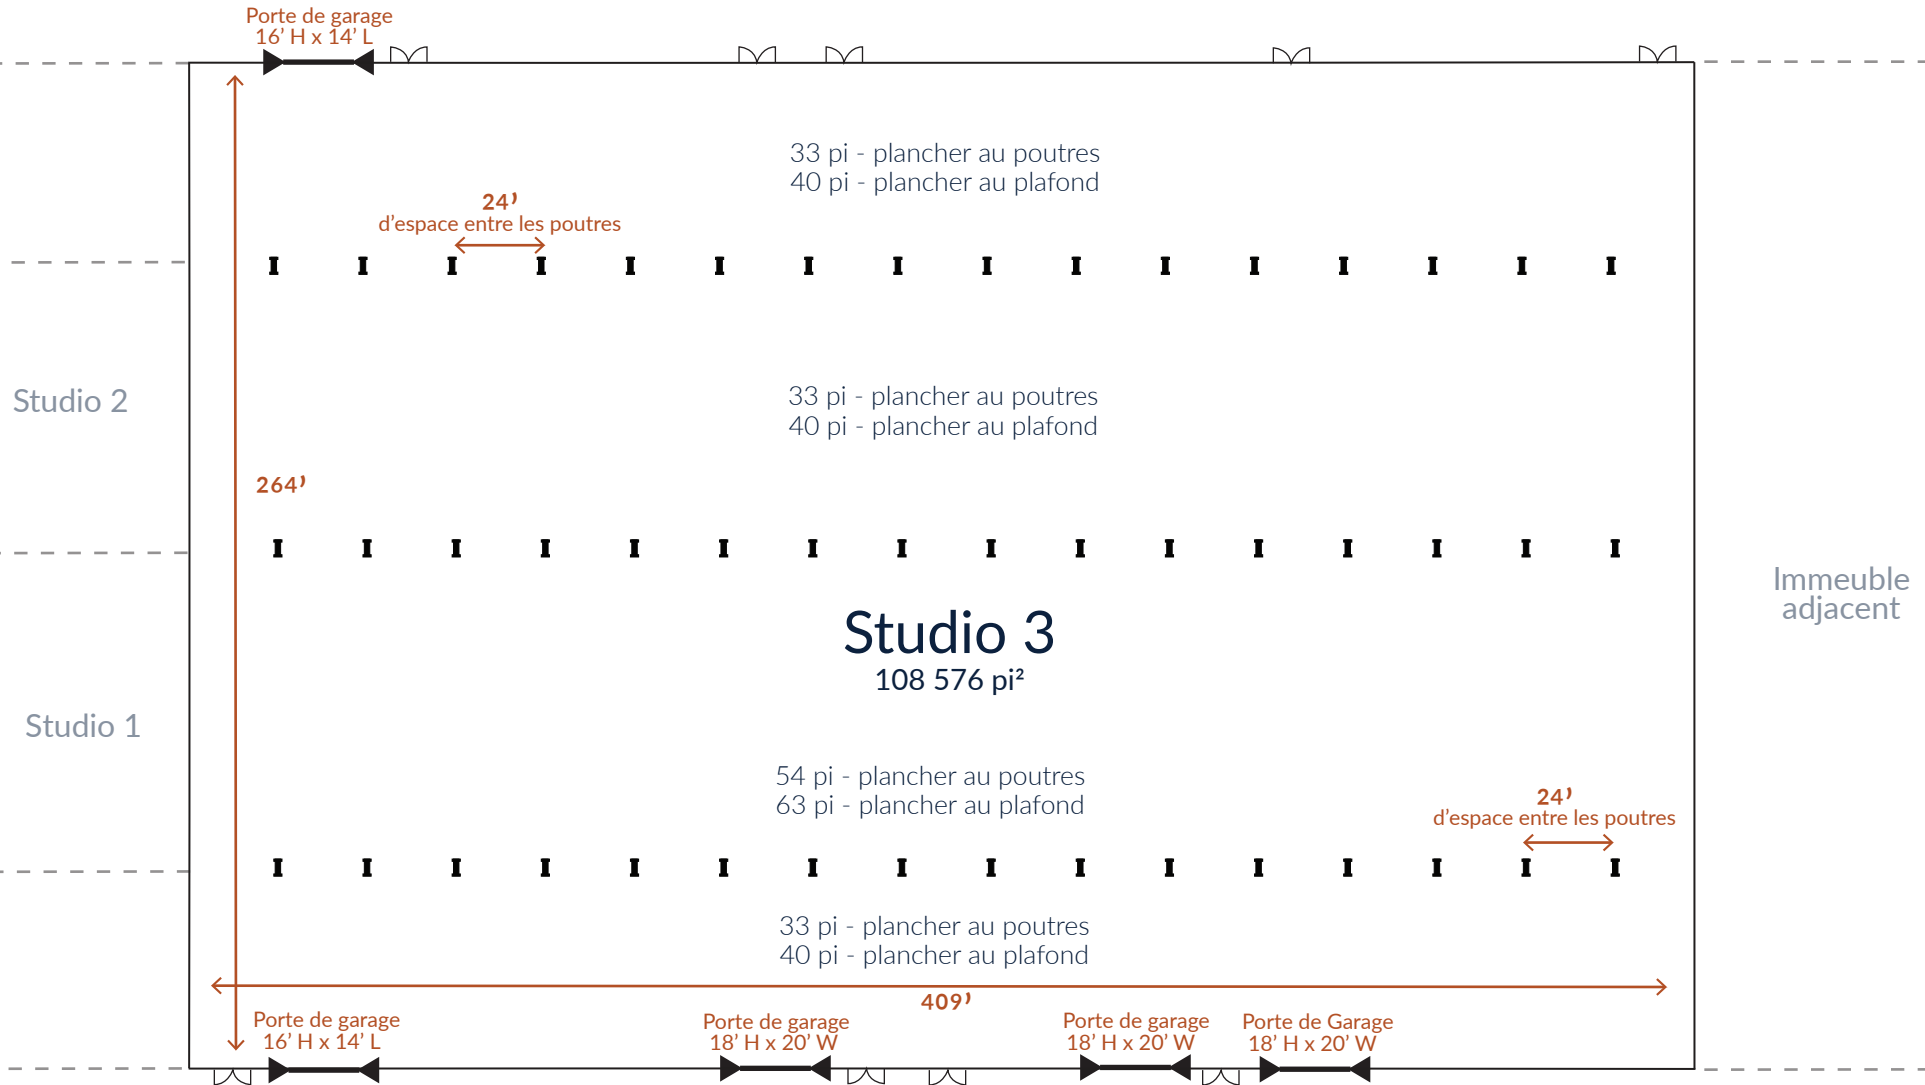 Porte de garage
16’ H x 14’ L
33 pi - plancher au poutres
40 pi - plancher au plafond
24’
d’espace entre les poutres
Studio 2
33 pi - plancher au poutres
40 pi - plancher au plafond
264’
Immeuble
adjacent
Studio 3
108 576 pi²
Studio 1
54 pi - plancher au poutres
63 pi - plancher au plafond
24’
d’espace entre les poutres
33 pi - plancher au poutres
40 pi - plancher au plafond
409’
Porte de garage
16’ H x 14’ L
Porte de garage
18’ H x 20’ W
Porte de garage
18’ H x 20’ W
Porte de Garage
18’ H x 20’ W